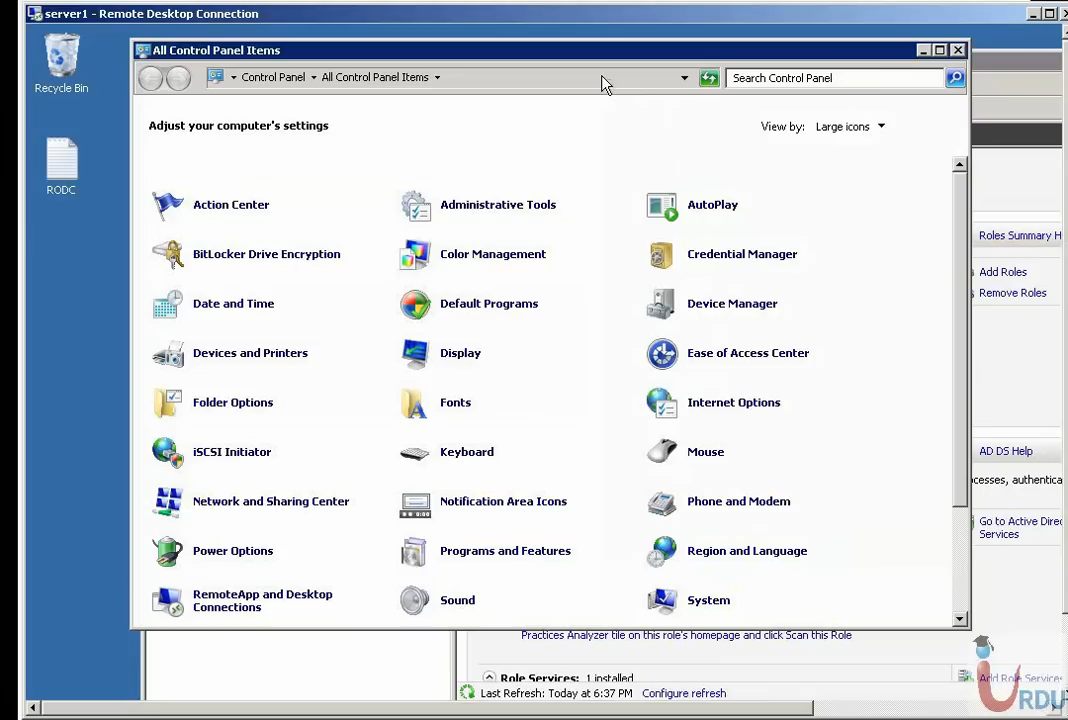 server1 - Remote Desktop Connection
Recycle Bin
RODC
All Control Panel Items
Control Panel
All Control Panel Items
Search Control Panel
Adjust your computer's settings
View by:
Large icons
Action Center
Administrative Tools
AutoPlay
BitLocker Drive Encryption
Color Management
Credential Manager
Date and Time
Default Programs
Device Manager
Devices and Printers
Display
Ease of Access Center
Folder Options
Fonts
Internet Options
iSCSI Initiator
Keyboard
Mouse
Network and Sharing Center
Notification Area Icons
Phone and Modem
Power Options
Programs and Features
Region and Language
RemoteApp and Desktop
Connections
Sound
System
Roles Summary H
Add Roles
Remove Roles
AD DS Help
cesses, authentica
Go to Active Direc
Services
Practices Analyzer tile on this role's homepage and click Scan this Role
Role Services:
1 installed
Add Role Services
Last Refresh: Today at 6:37 PM
Configure refresh
URDU